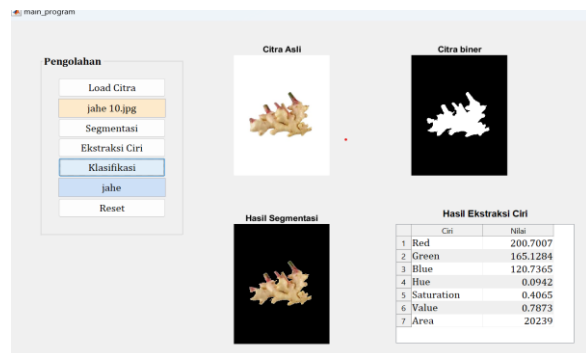 main_program
Pengolahan
Load Citra
jahe 10.jpg
Segmentasi
Ekstraksi Ciri
Klasifikasi
jahe
Reset
Citra Asli
Citra biner
Hasil Segmentasi
Hasil Ekstraksi Ciri
Ciri Nilai
1 Red 200.7007
2 Green 165.1284
3 Blue 120.7365
4 Hue 0.0942
5 Saturation 0.4065
6 Value 0.7873
7 Area 20239